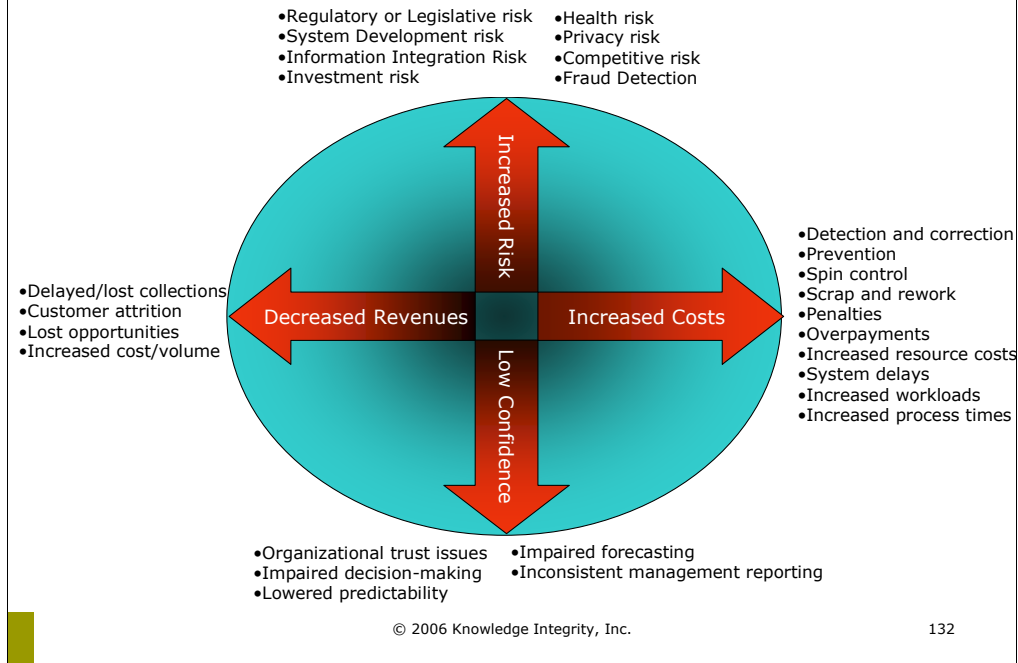 •Regulatory or Legislative risk
•System Development risk
•Information Integration Risk
•Investment risk
•Health risk
•Privacy risk
•Competitive risk
•Fraud Detection
Increased Risk
•Delayed/lost collections
•Customer attrition
•Lost opportunities
•Increased cost/volume
Decreased Revenues
Increased Costs
•Detection and correction
•Prevention
•Spin control
•Scrap and rework
•Penalties
•Overpayments
•Increased resource costs
•System delays
•Increased workloads
•Increased process times
Low Confidence
•Organizational trust issues
•Impaired decision-making
•Lowered predictability
•Impaired forecasting
•Inconsistent management reporting
© 2006 Knowledge Integrity, Inc.
132